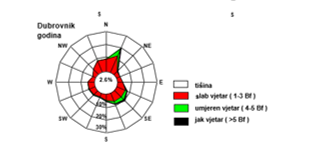 S
S
Dubrovnik
godina
N
NW
NE
W
2.6%
E
10%
20%
30%
SW
SE
S
tišina
slab vjetar ( 1-3 Bf )
umjeren vjetar ( 4-5 Bf )
jak vjetar ( >5 Bf )